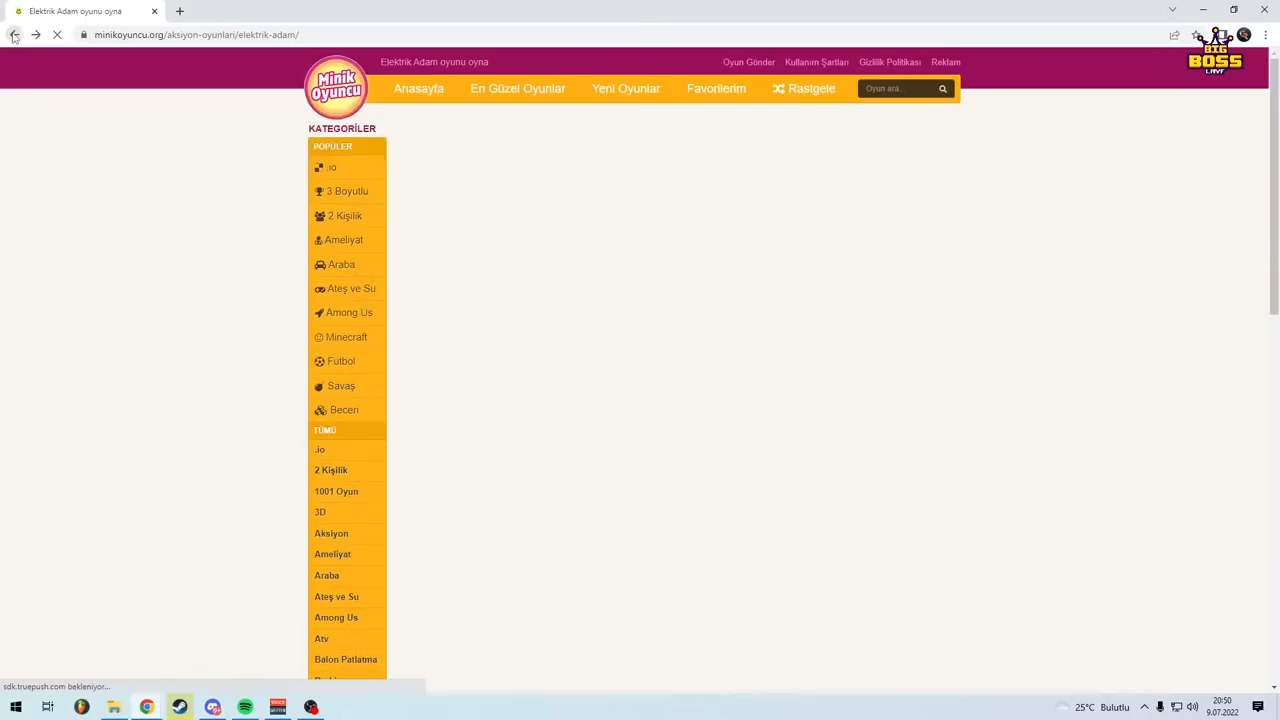 Elektrik Adam oyunu oyna
minikoyuncu.org/aksiyon-oyunlari/elektrik-adam/
BIG
BOSS
LAYF
Elektrik Adam oyunu oyna
Oyun Gönder
Kullanım Şartları
Gizlilik Politikası
Reklam
Minik
Oyuncu
Anasayfa
En Güzel Oyunlar
Yeni Oyunlar
Favorilerim
Rastgele
Oyun ara...
KATEGORİLER
POPÜLER
.io
3 Boyutlu
2 Kişilik
Ameliyat
Araba
Ateş ve Su
Among Us
Minecraft
Futbol
Savaş
Beceri
TÜMÜ
.io
2 Kişilik
1001 Oyun
3D
Aksiyon
Ameliyat
Araba
Ateş ve Su
Among Us
Atv
Balon Patlatma
sdk.truepush.com bekleniyor...
25°C Bulutlu
20:50
9.07.2022